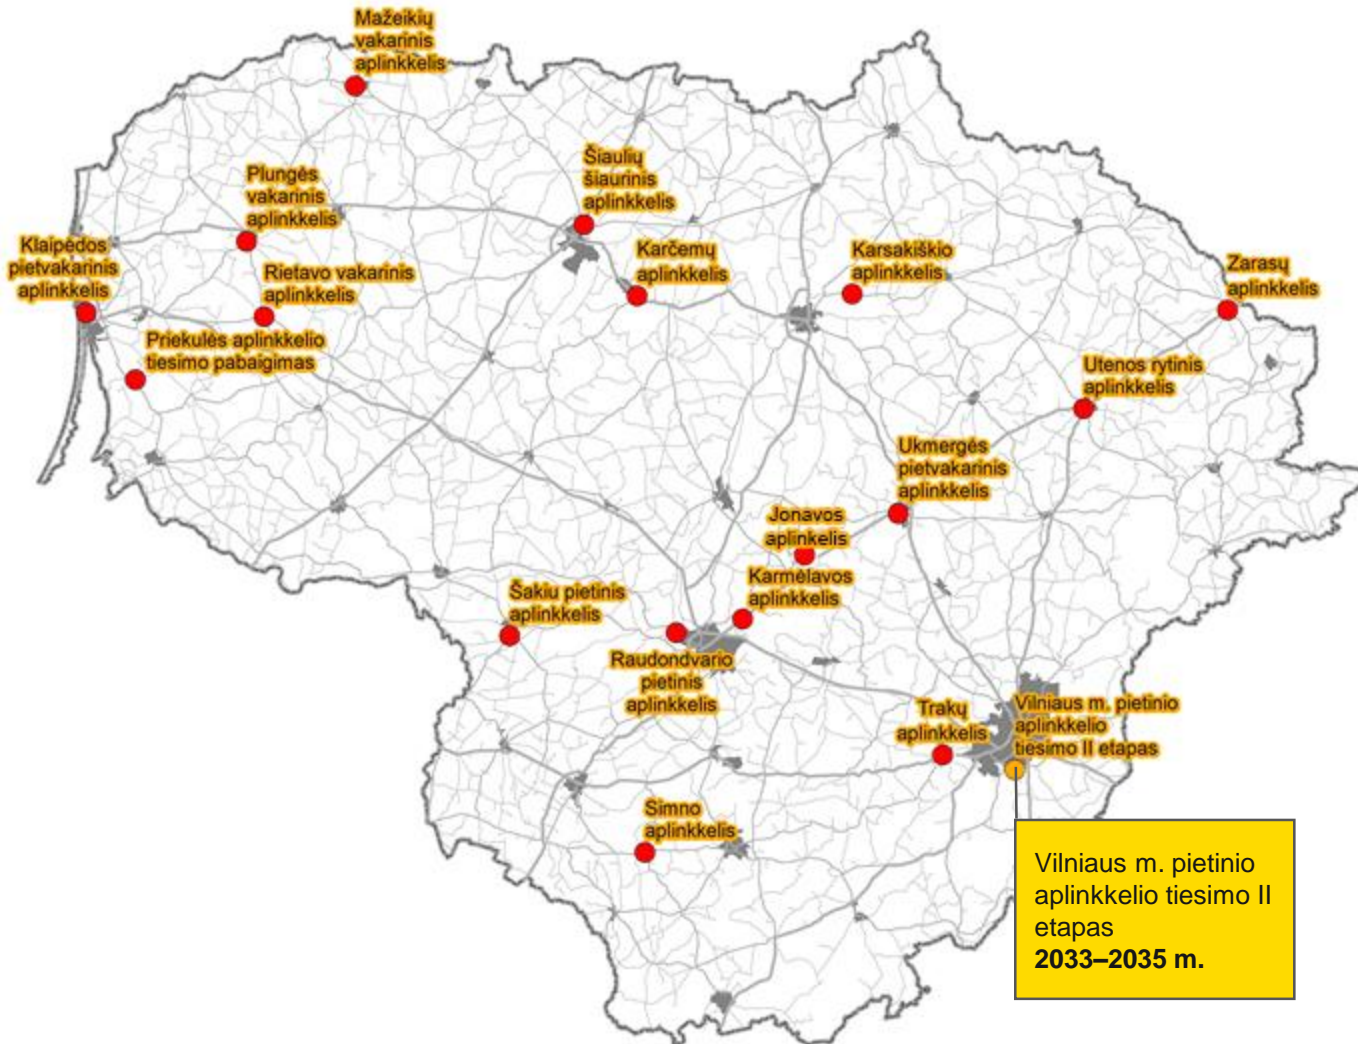 Mažeikių
vakarinis
aplinkkelis
Šiaulių
šiaurinis
aplinkkelis
Plungės
vakarinis
aplinkkelis
Klaipėdos
pietvakarinis
aplinkkelis
Rietavo vakarinis
aplinkkelis
Karčemų
aplinkkelis
Karsakiškio
aplinkkelis
Zarasų
aplinkkelis
Priekulės aplinkkelio
tiesimo pabaigimas
Utenos rytinis
aplinkkelis
Ukmergės
pietvakarinis
aplinkkelis
Jonavos
aplinkelis
Karmėlavos
aplinkkelis
Šakiu pietinis
aplinkkelis
Raudondvario
pietinis
aplinkkelis
Trakų
aplinkkelis
Vilniaus m. pietinio
aplinkkelio
tiesimo II etapas
Simno
aplinkkelis
Vilniaus m. pietinio
aplinkkelio tiesimo II
etapas
2033–2035 m.